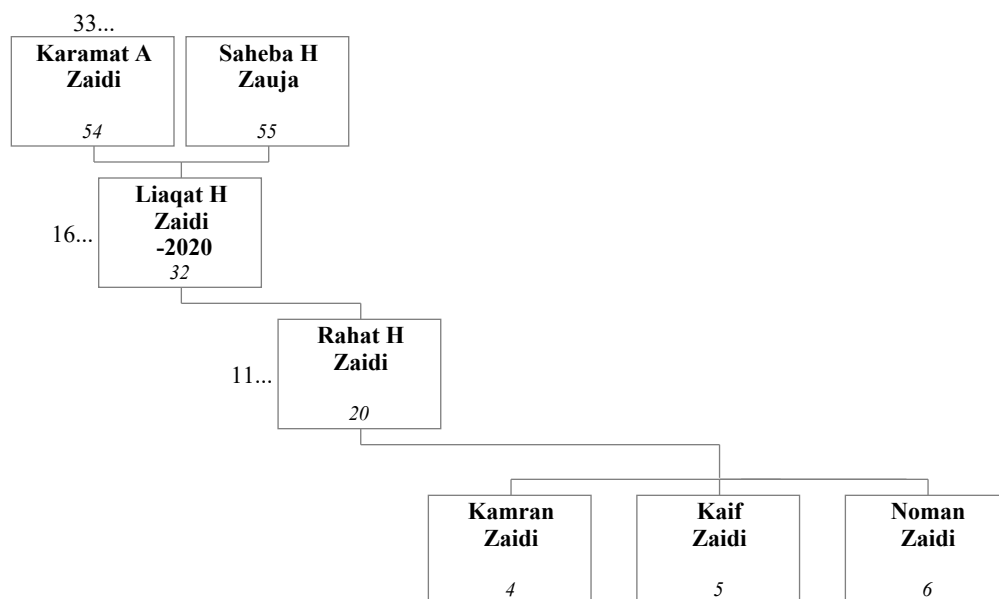 33...
Karamat A
Zaidi
54
Saheba H
Zauja
55
16...
Liaqat H
Zaidi
-2020
32
11...
Rahat H
Zaidi
20
Kamran
Zaidi
4
Kaif
Zaidi
5
Noman
Zaidi
6